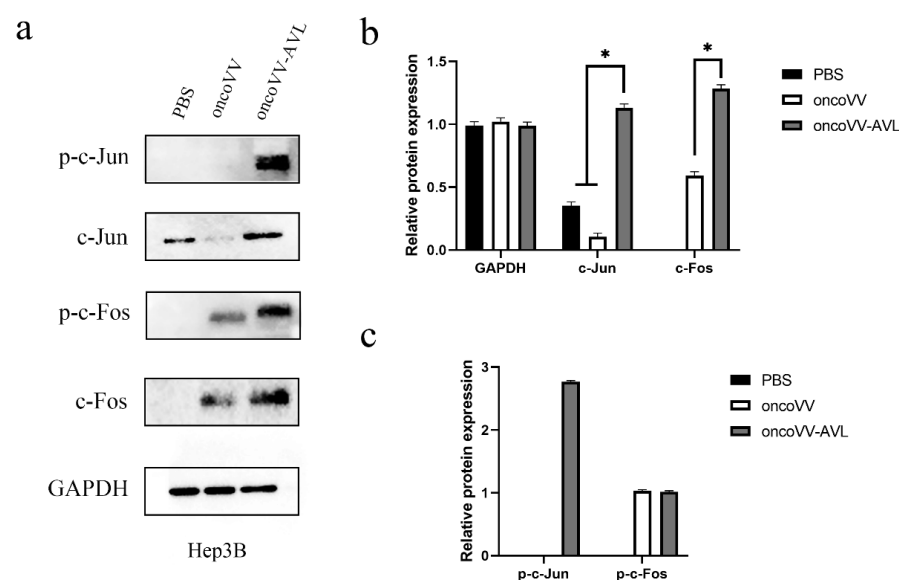 a
PBS
oncoVV
oncoVV-AVL
p-c-Jun
c-Jun
p-c-Fos
c-Fos
GAPDH
Hep3B
b
Relative protein expression
1.5
1.0
0.5
0.0
*
*
GAPDH
c-Jun
c-Fos
PBS
oncoVV
oncoVV-AVL
c
Relative protein expression
3
2
1
0
p-c-Jun
p-c-Fos
PBS
oncoVV
oncoVV-AVL